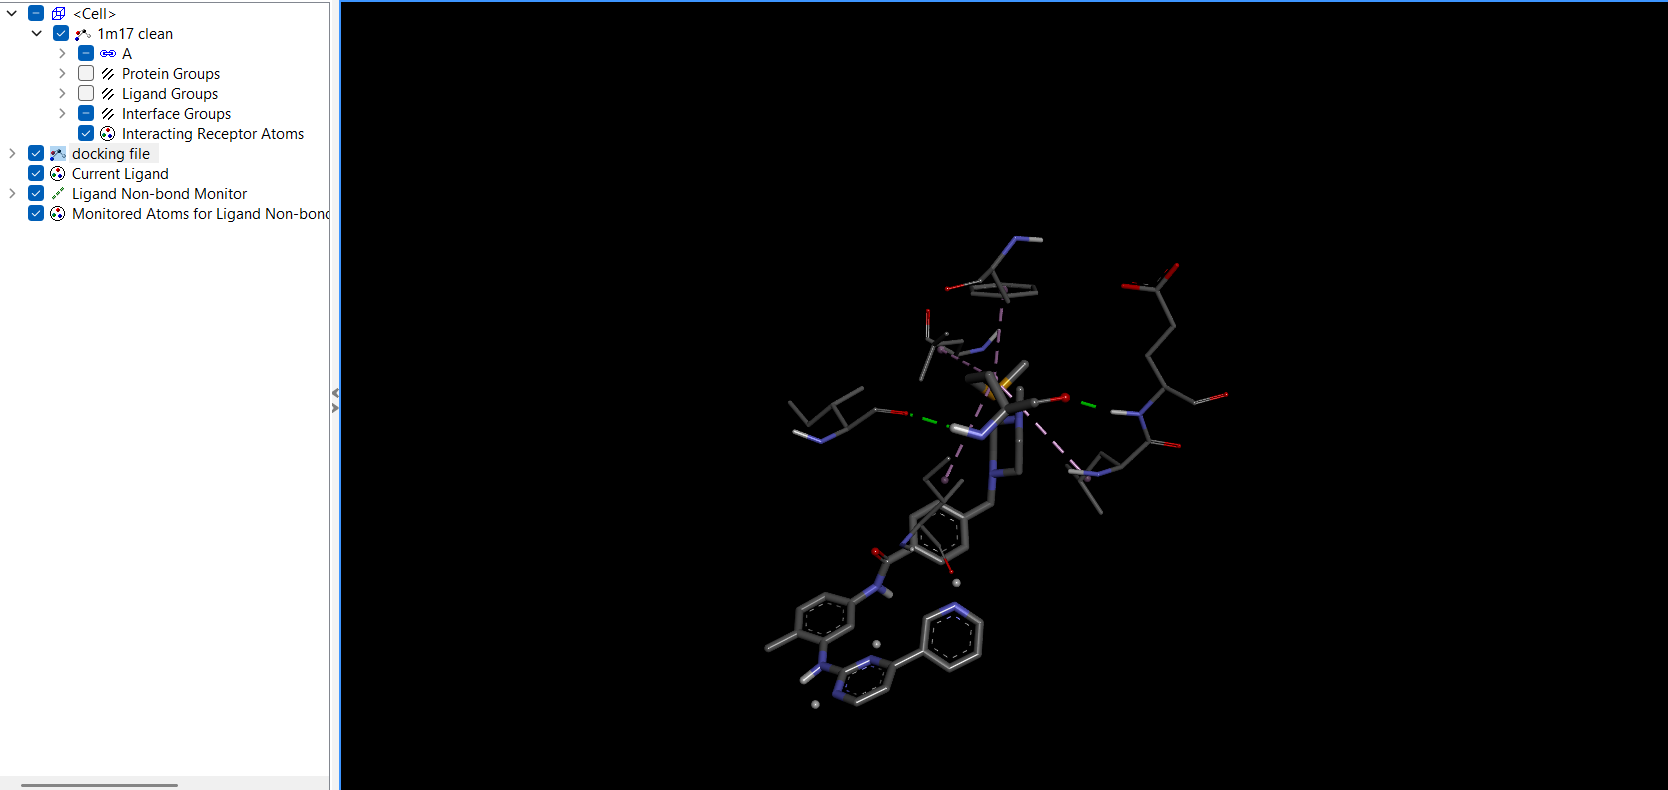 <Cell>
1m17 clean
A
Protein Groups
Ligand Groups
Interface Groups
Interacting Receptor Atoms
docking file
Current Ligand
Ligand Non-bond Monitor
Monitored Atoms for Ligand Non-bond